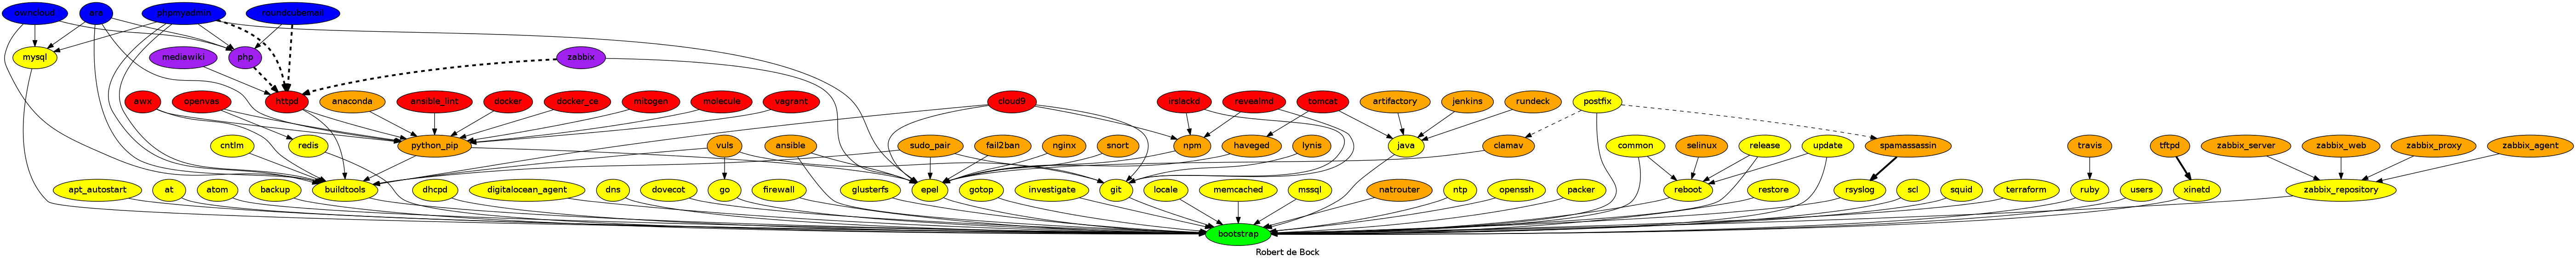 owncloud
ara
phpmyadmin
roundcubemail
mysql
mediawiki
php
zabbix
awx
openvas
httpd
anaconda
ansible_lint
docker
docker_ce
mitogen
molecule
vagrant
cloud9
irslackd
revealmd
tomcat
artifactory
jenkins
rundeck
postfix
cntlm
redis
python_pip
vuls
ansible
sudo_pair
fail2ban
nginx
snort
npm
haveged
lynis
java
clamav
common
selinux
release
update
spamassassin
travis
tftpd
zabbix_server
zabbix_web
zabbix_proxy
zabbix_agent
apt_autostart
at
atom
backup
buildtools
dhcpd
digitalocean_agent
dns
dovecot
go
firewall
glusterfs
epel
gotop
investigate
git
locale
memcached
mssql
natrouter
ntp
openssh
packer
reboot
restore
rsyslog
scl
squid
terraform
ruby
users
xinetd
zabbix_repository
bootstrap
Robert de Bock